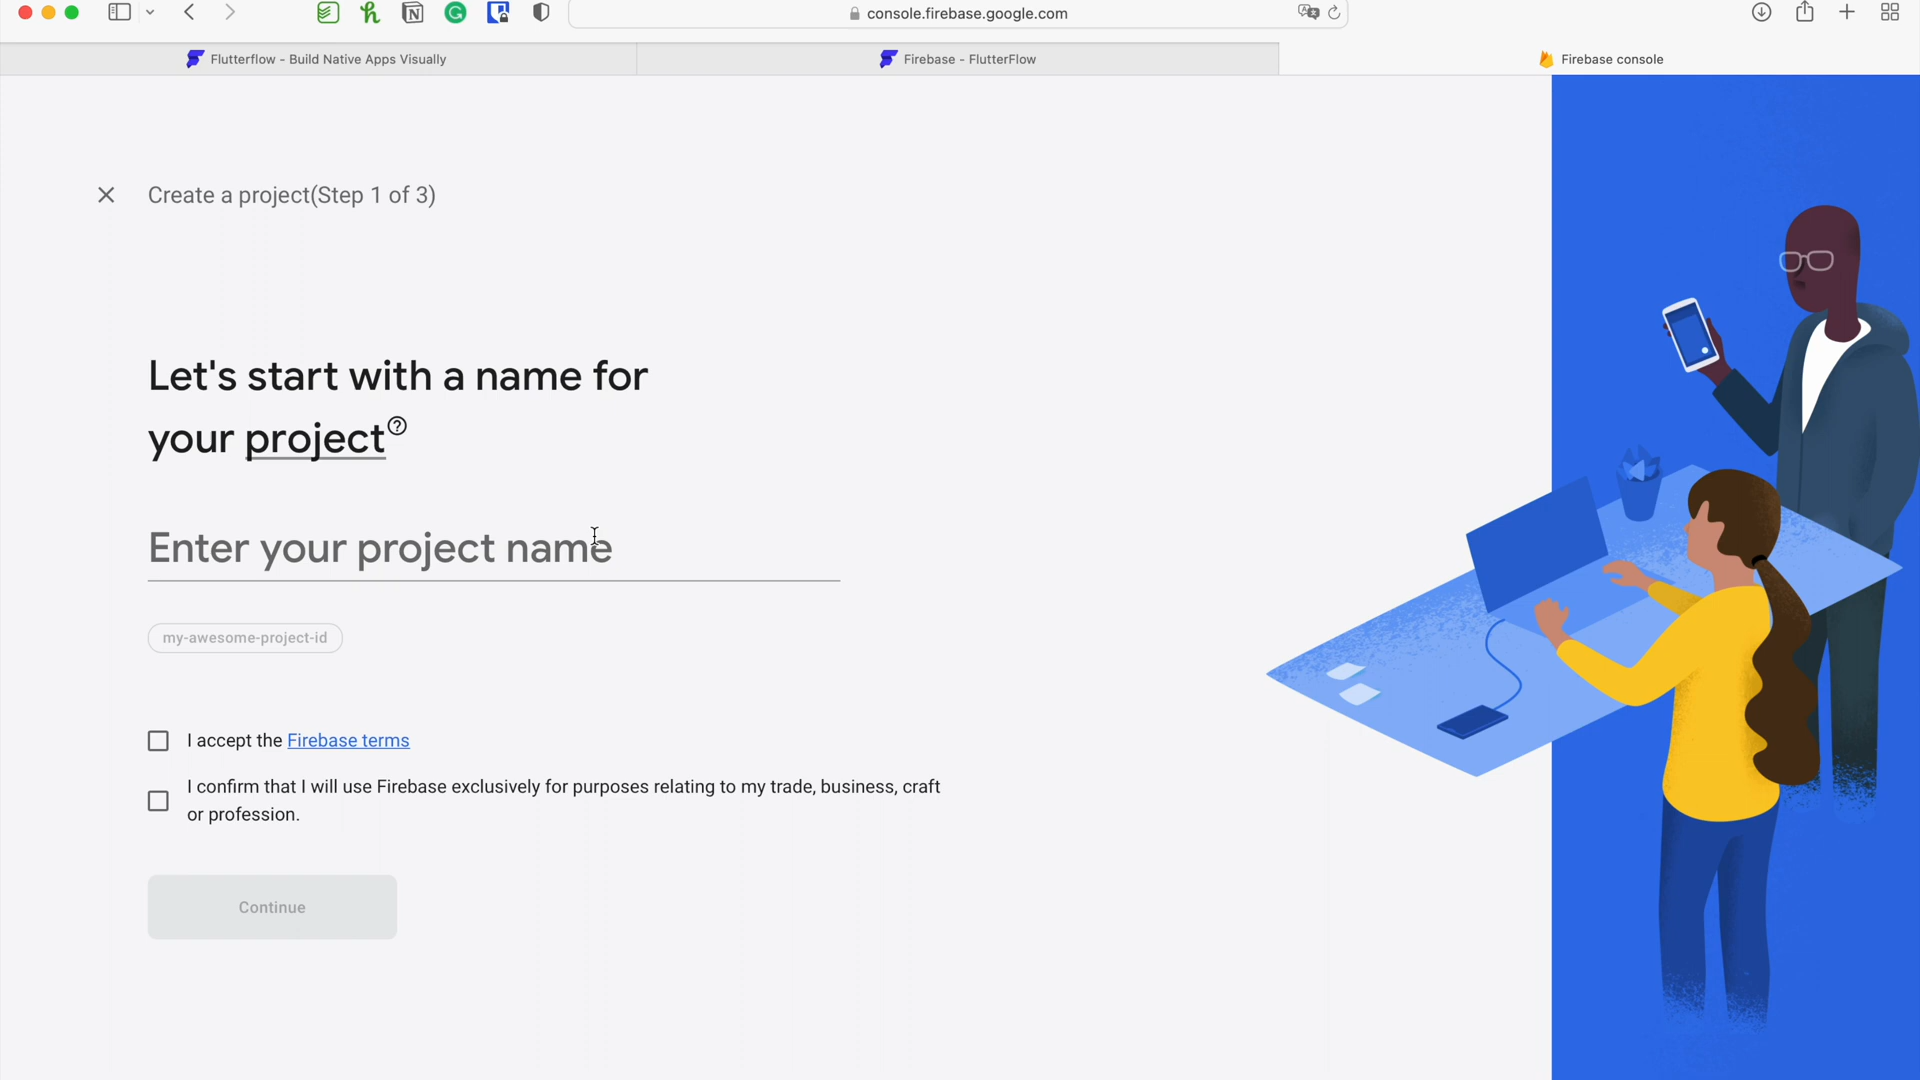 console.firebase.google.com
Flutterflow - Build Native Apps Visually
Firebase - FlutterFlow
Firebase console
Create a project(Step 1 of 3)
Let's start with a name for
your project
Enter your project name
my-awesome-project-id
I accept the Firebase terms
I confirm that I will use Firebase exclusively for purposes relating to my trade, business, craft
or profession.
Continue